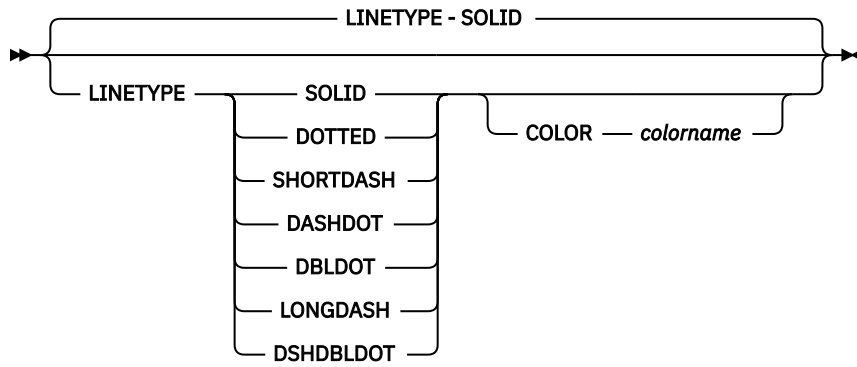 LINETYPE - SOLID
LINETYPE SOLID
DOTTED COLOR colorname
SHORTDASH
DASHDOT
DBLDOT
LONGDASH
DSHDBLDOT